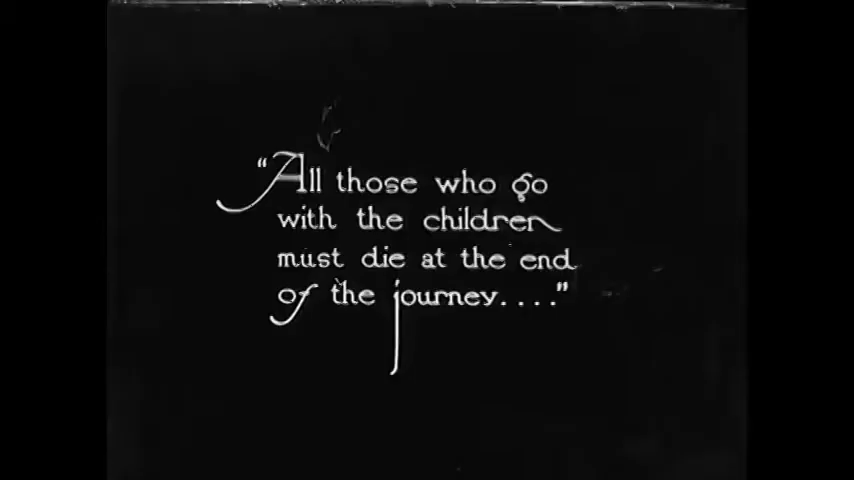 "All those who go
with the children
must die at the end
of the journey...."